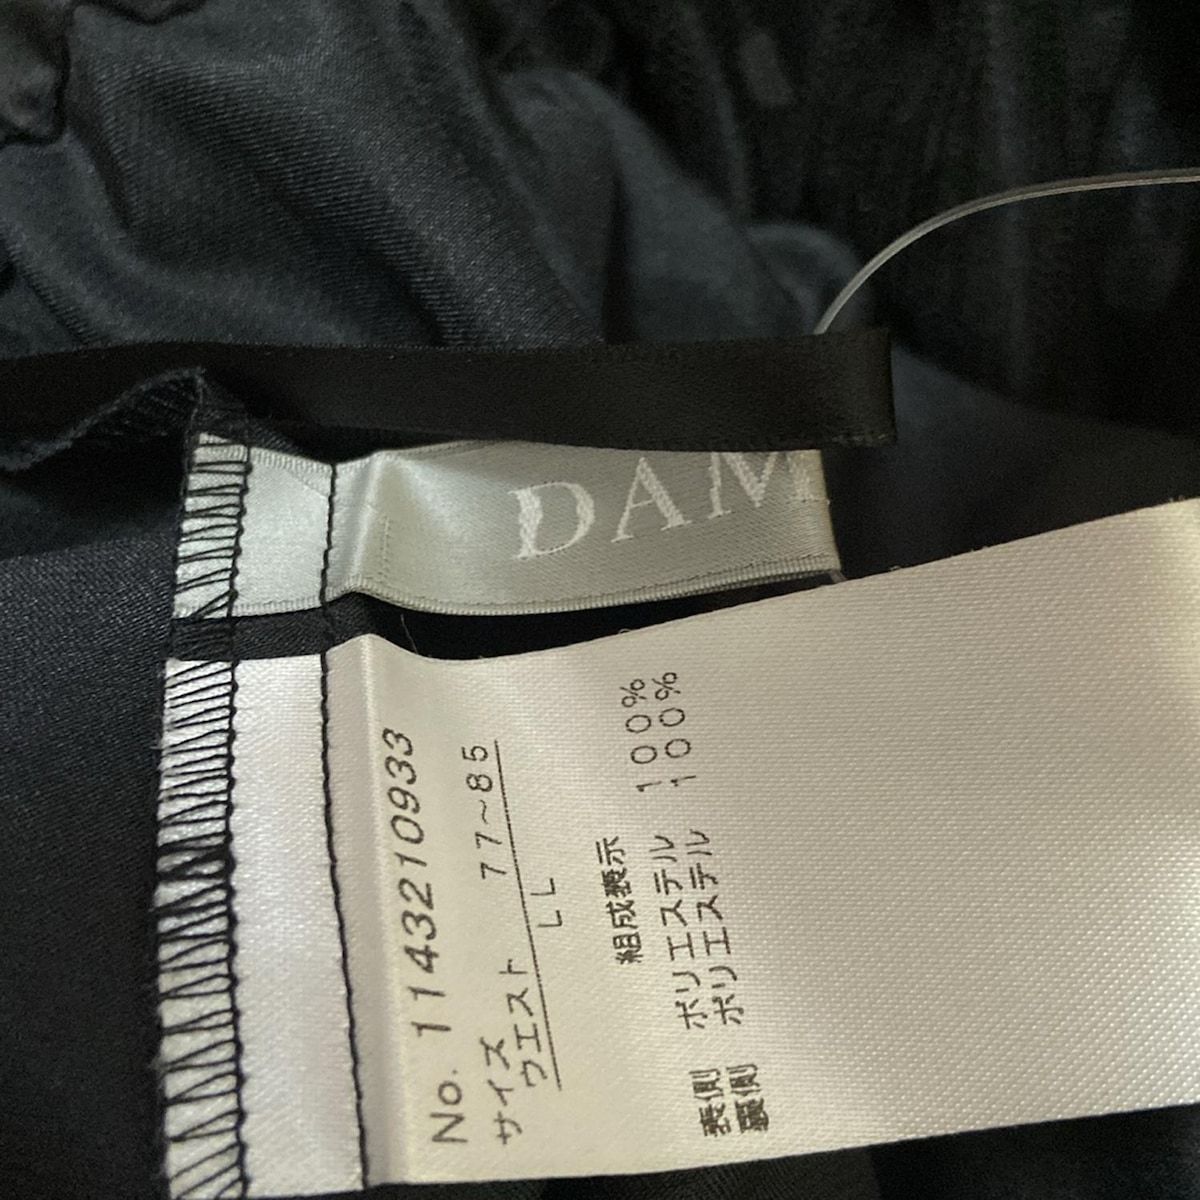 DAM
No. 1143210933
サイズ
ウエスト 77~85
LL
組成表示
表側 ポリエステル 100%
裏側 ポリエステル 100%